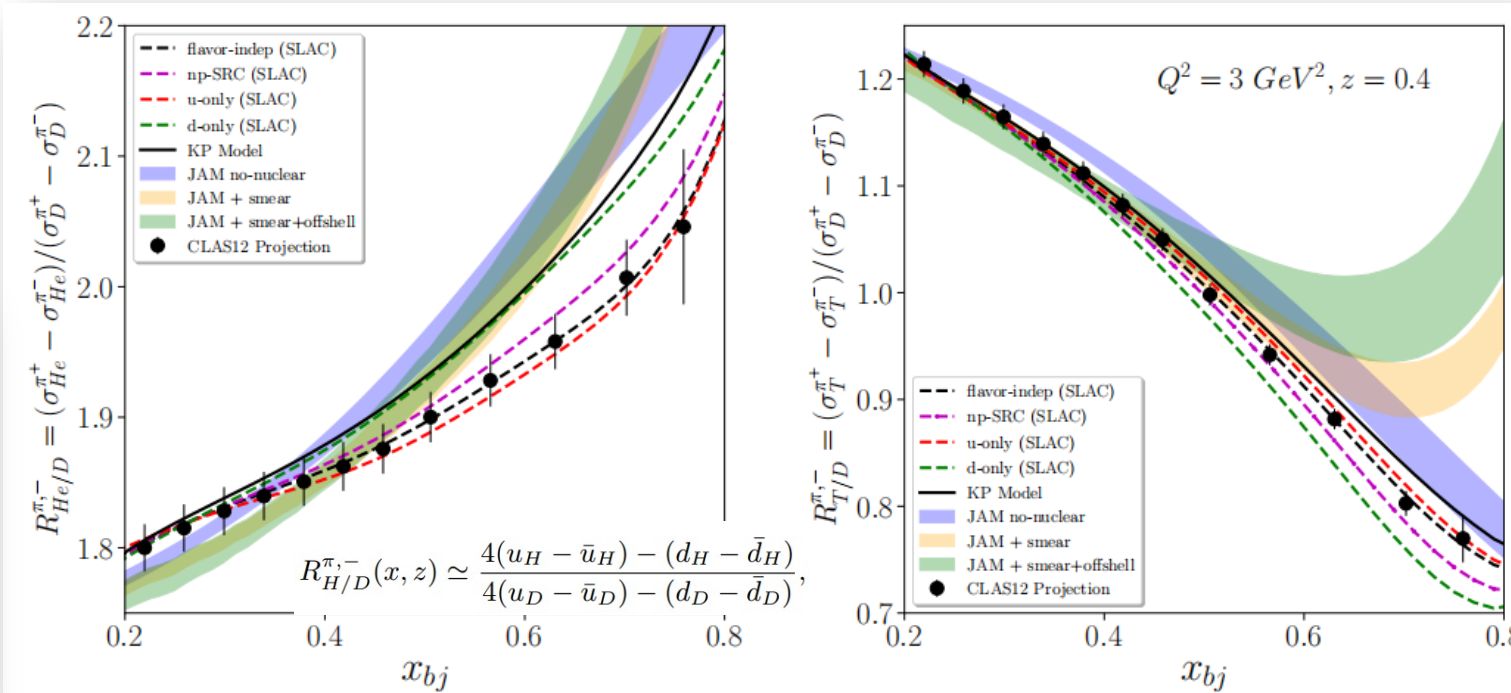 2.2
2.1
2.0
1.9
1.8
0.2
0.4
0.6
0.8
x_{bj}
R^{π,-}_{He/D} = (σ^{π+}_{He} − σ^{π−}_{He})/(σ^{π+}_{D} − σ^{π−}_{D})
flavor-indep (SLAC)
np-SRC (SLAC)
u-only (SLAC)
d-only (SLAC)
KP Model
JAM no-nuclear
JAM + smear
JAM + smear+offshell
CLAS12 Projection
R^{π,-}_{H/D}(x, z) ≃ \frac{4(u_H − ū_H) − (d_H − \bar{d}_H)}{4(u_D − ū_D) − (d_D − \bar{d}_D)},
1.2
1.1
1.0
0.9
0.8
0.7
0.2
0.4
0.6
0.8
x_{bj}
R^{π,-}_{T/D} = (σ^{π+}_{T} − σ^{π−}_{T})/(σ^{π+}_{D} − σ^{π−}_{D})
Q² = 3 GeV², z = 0.4
flavor-indep (SLAC)
np-SRC (SLAC)
u-only (SLAC)
d-only (SLAC)
KP Model
JAM no-nuclear
JAM + smear
JAM + smear+offshell
CLAS12 Projection